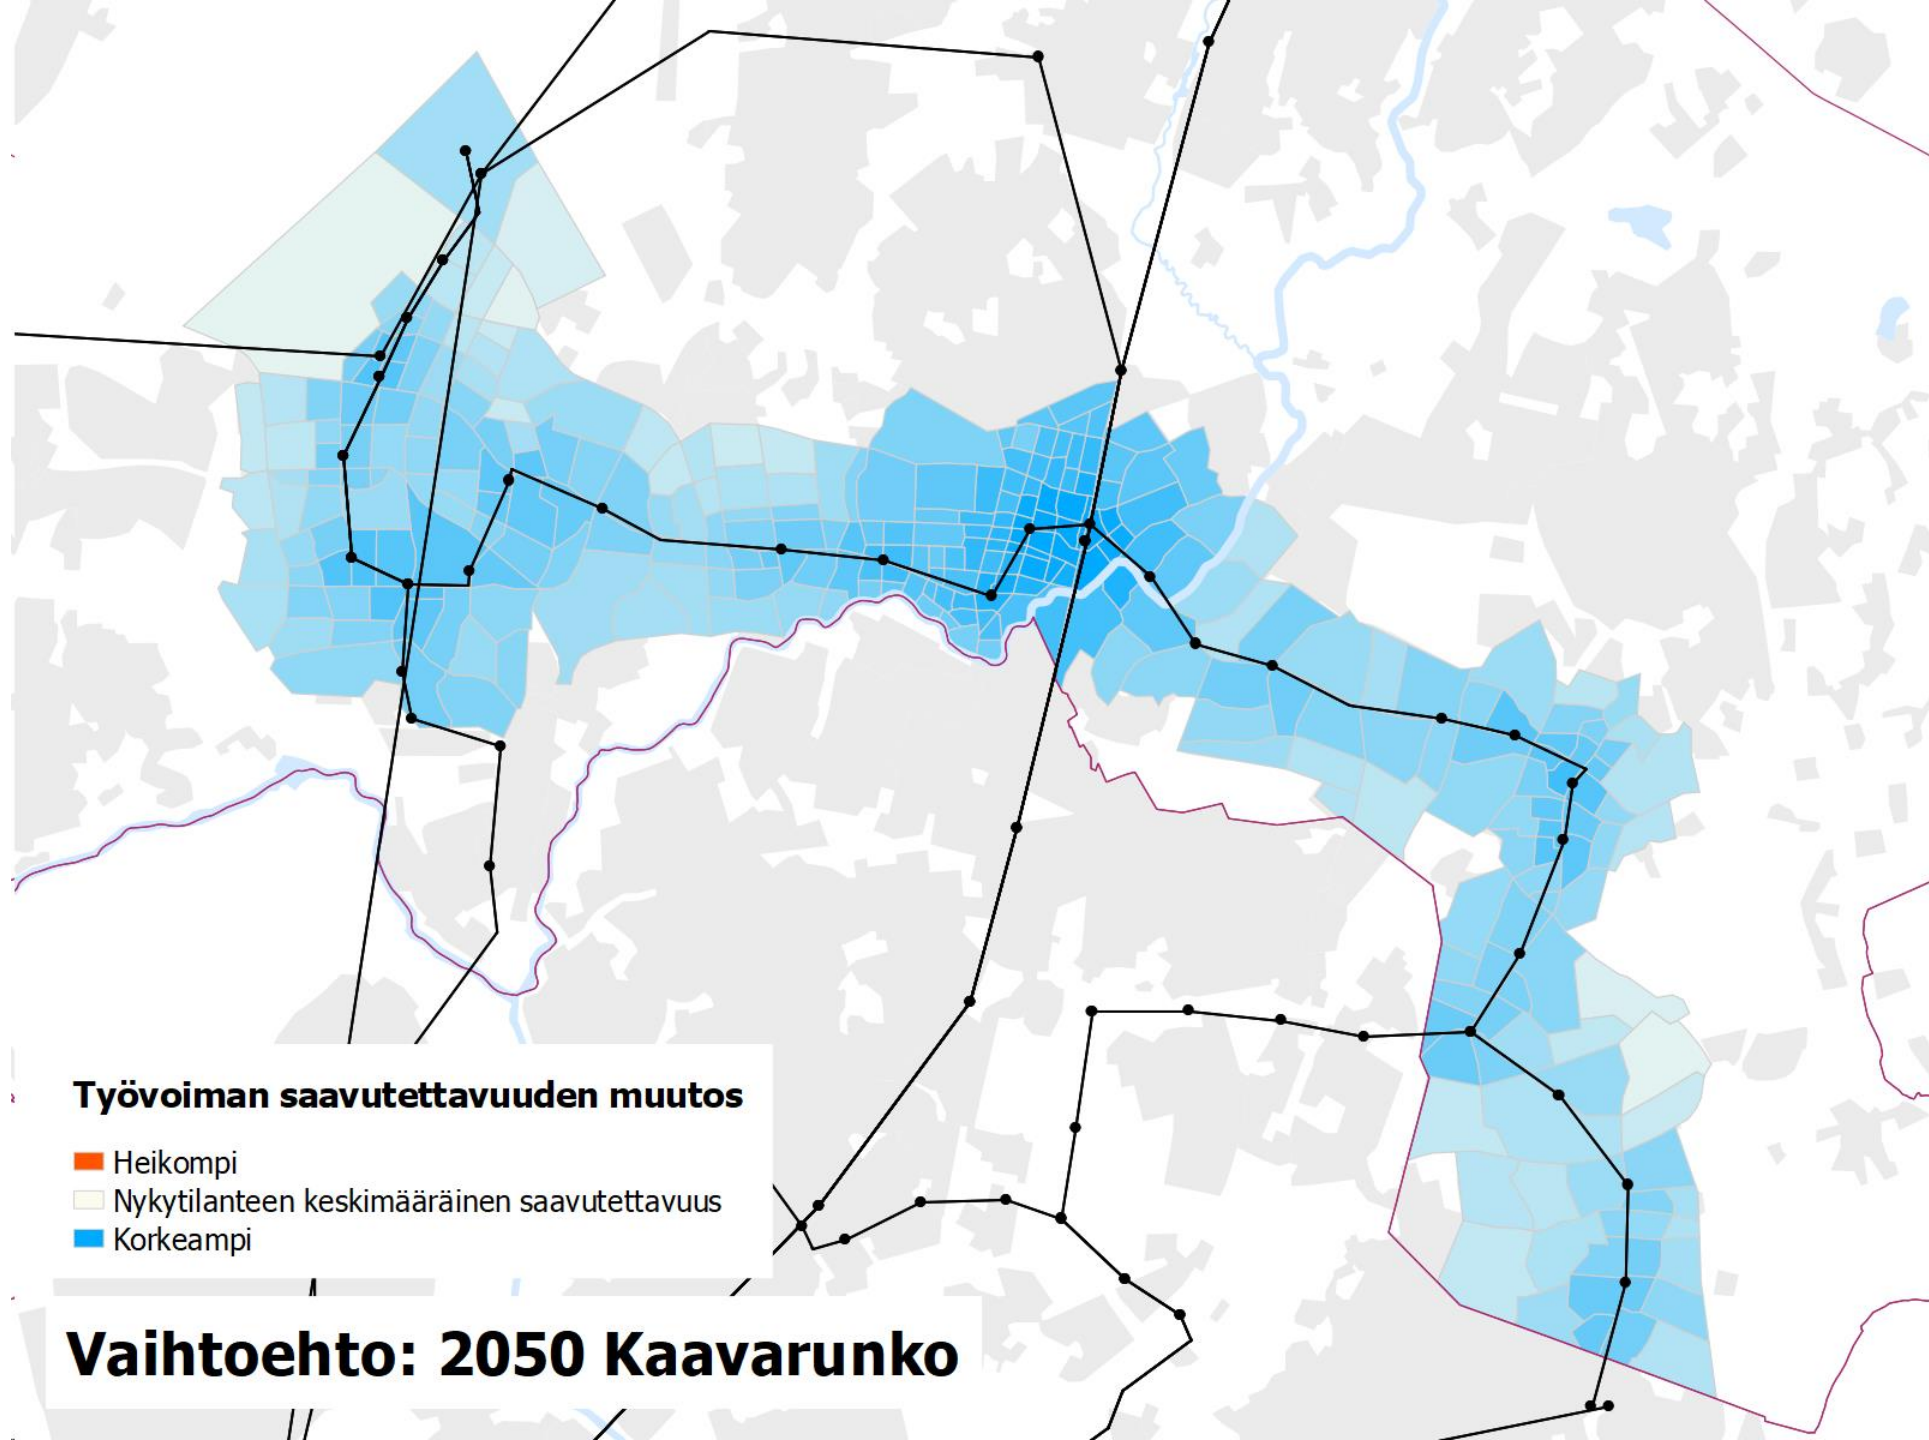 Työvoiman saavutettavuuden muutos
Heikompi
Nykytilanteen keskimääräinen saavutettavuus
Korkeampi
Vaihtoehto: 2050 Kaavarunko